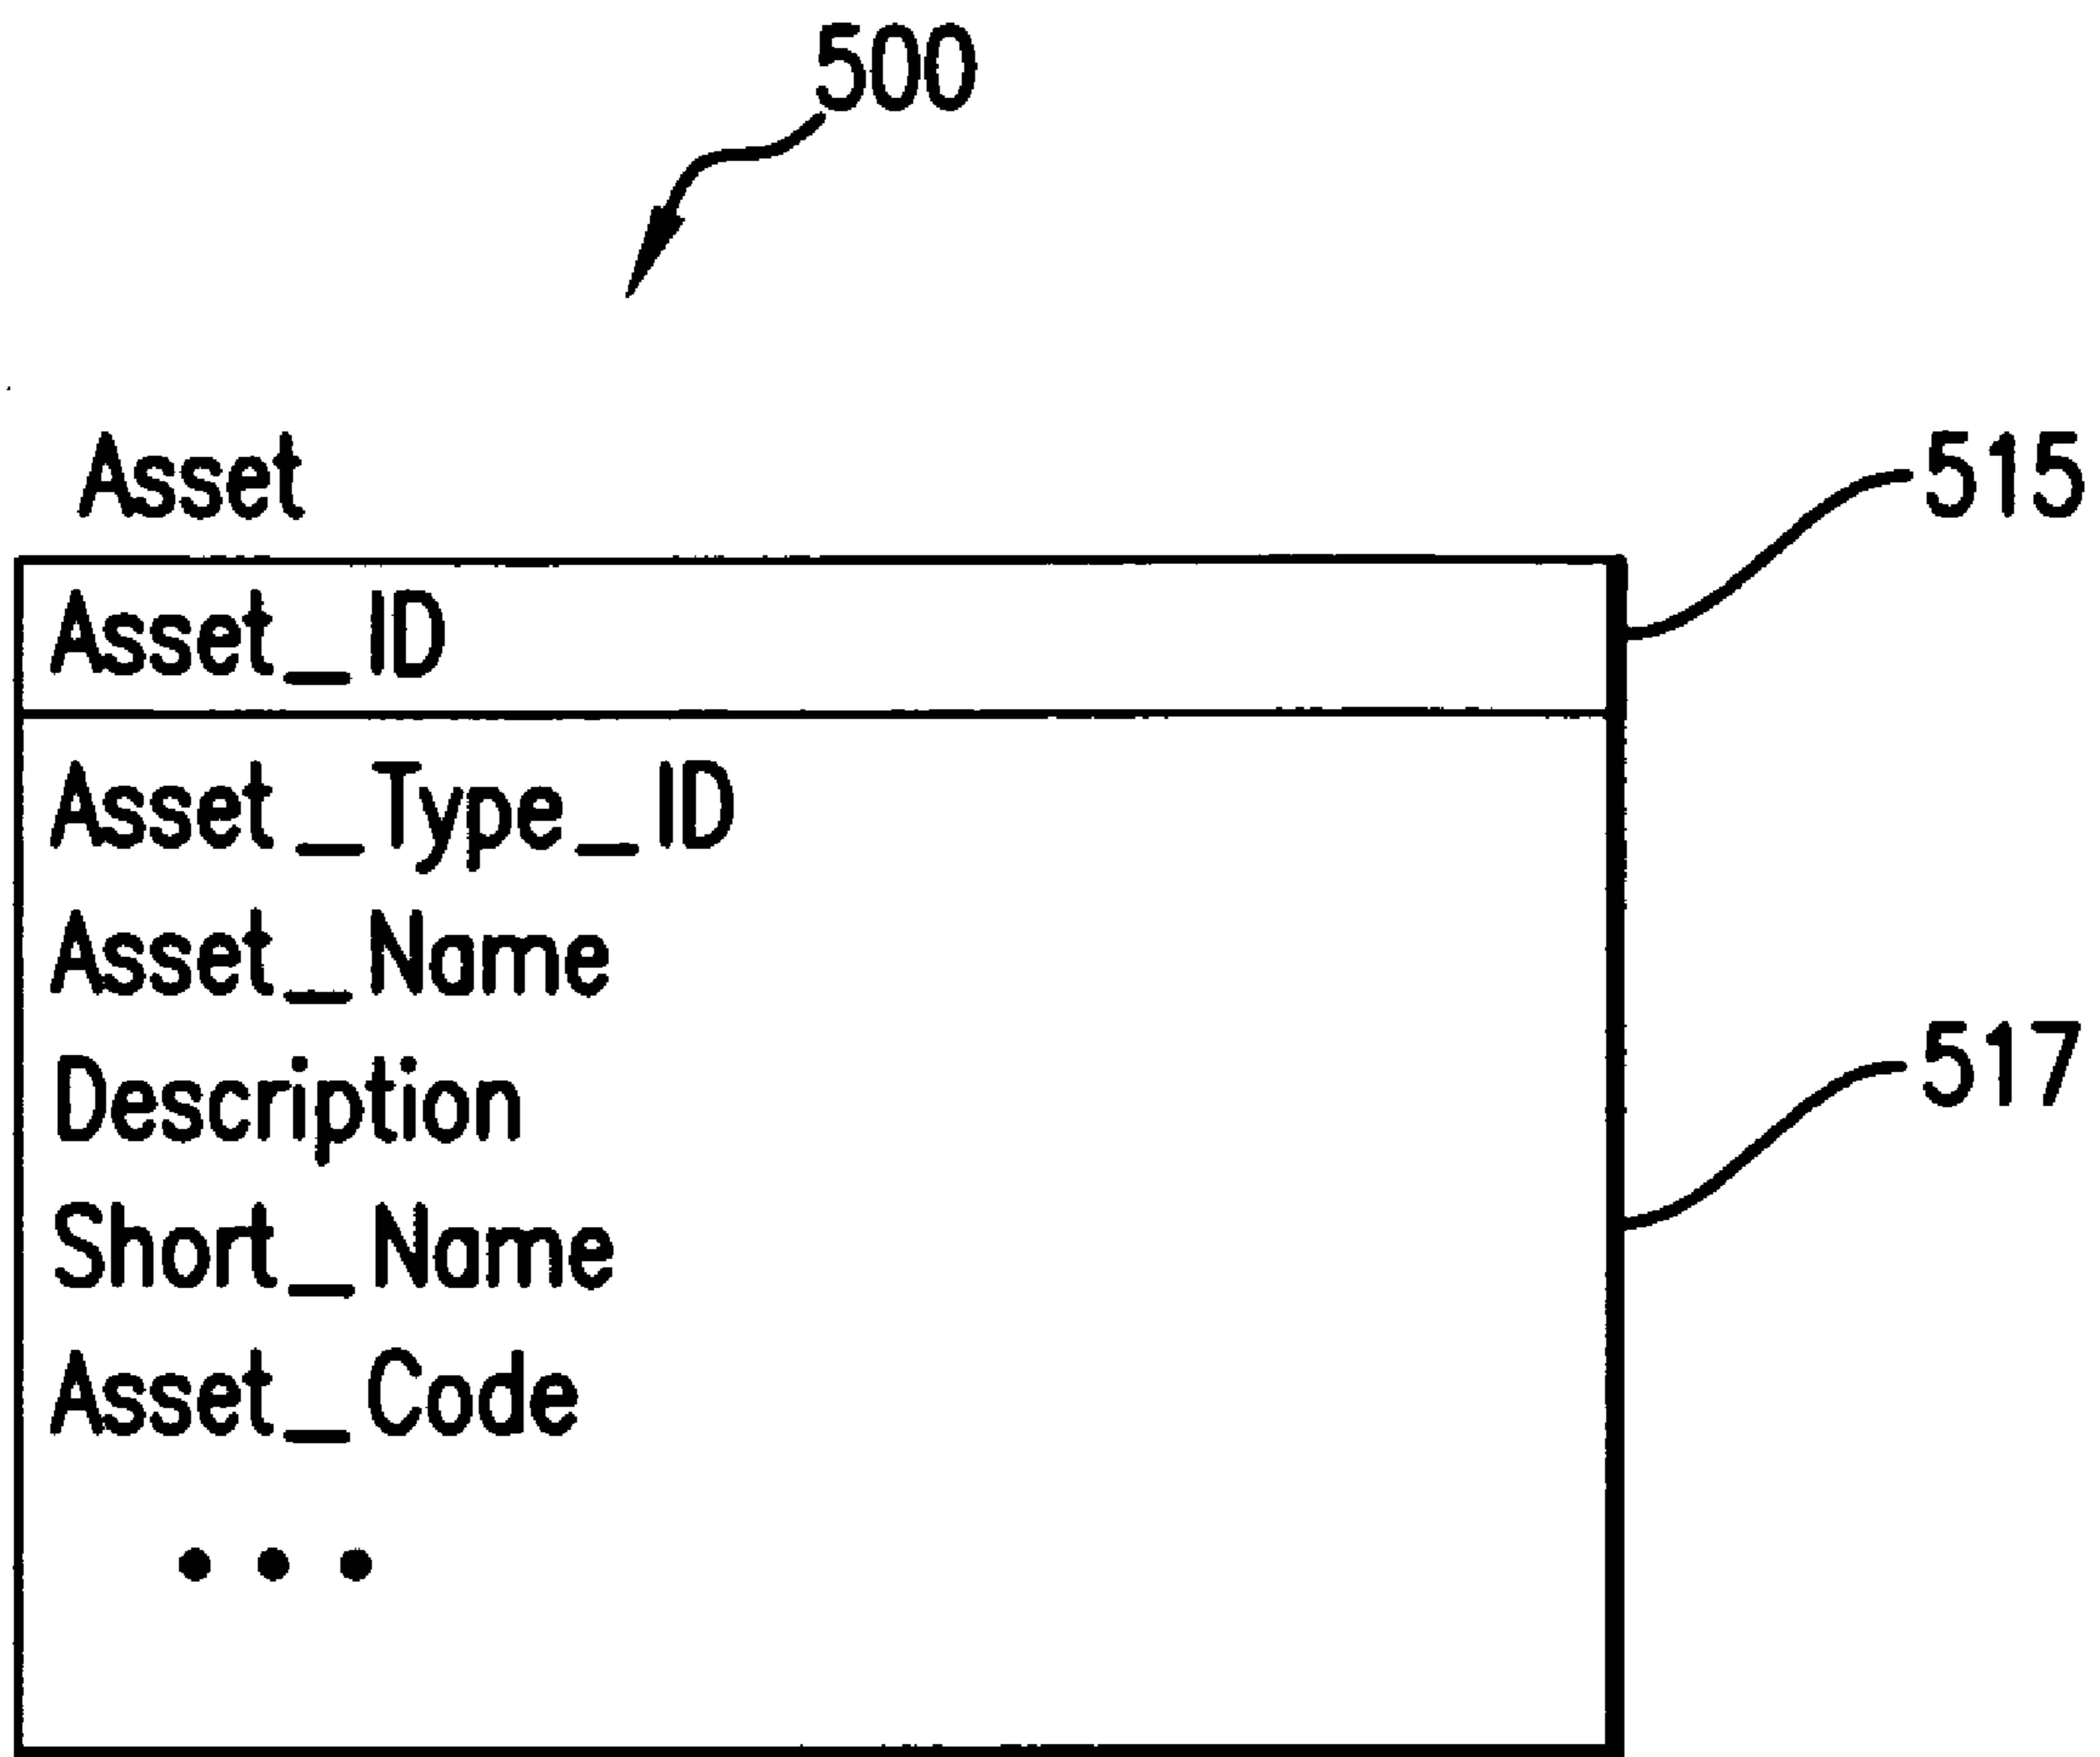 500
Asset
515
Asset_ID
Asset_Type_ID
Asset_Name
Description
517
Short_Name
Asset_Code
...